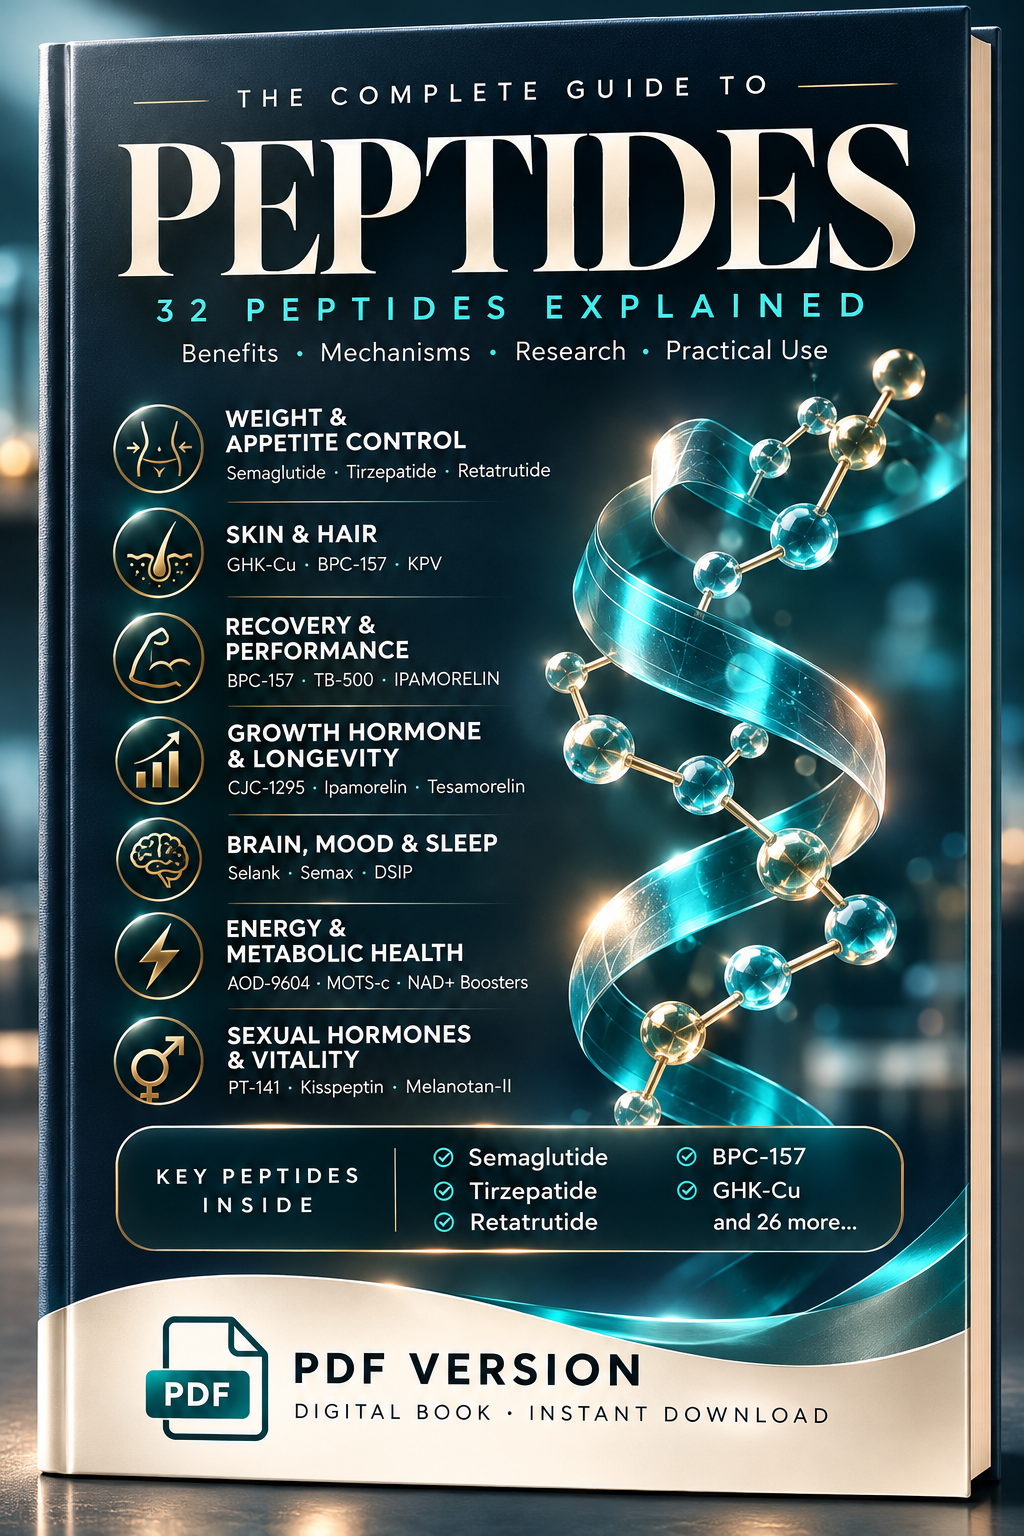 THE COMPLETE GUIDE TO
PEPTIDES
32 PEPTIDES EXPLAINED
Benefits • Mechanisms • Research • Practical Use
WEIGHT &
APPETITE CONTROL
Semaglutide · Tirzepatide · Retatrutide
SKIN & HAIR
GHK-Cu · BPC-157 · KPV
RECOVERY &
PERFORMANCE
BPC-157 · TB-500 · IPAMORELIN
GROWTH HORMONE
& LONGEVITY
CJC-1295 · Ipamorelin · Tesamorelin
BRAIN, MOOD & SLEEP
Selank · Semax · DSIP
ENERGY &
METABOLIC HEALTH
AOD-9604 · MOTS-c · NAD+ Boosters
SEXUAL HORMONES
& VITALITY
PT-141 · Kisspeptin · Melanotan-II
KEY PEPTIDES
INSIDE
Semaglutide
Tirzepatide
Retatrutide
BPC-157
GHK-Cu
and 26 more...
PDF
PDF VERSION
DIGITAL BOOK · INSTANT DOWNLOAD